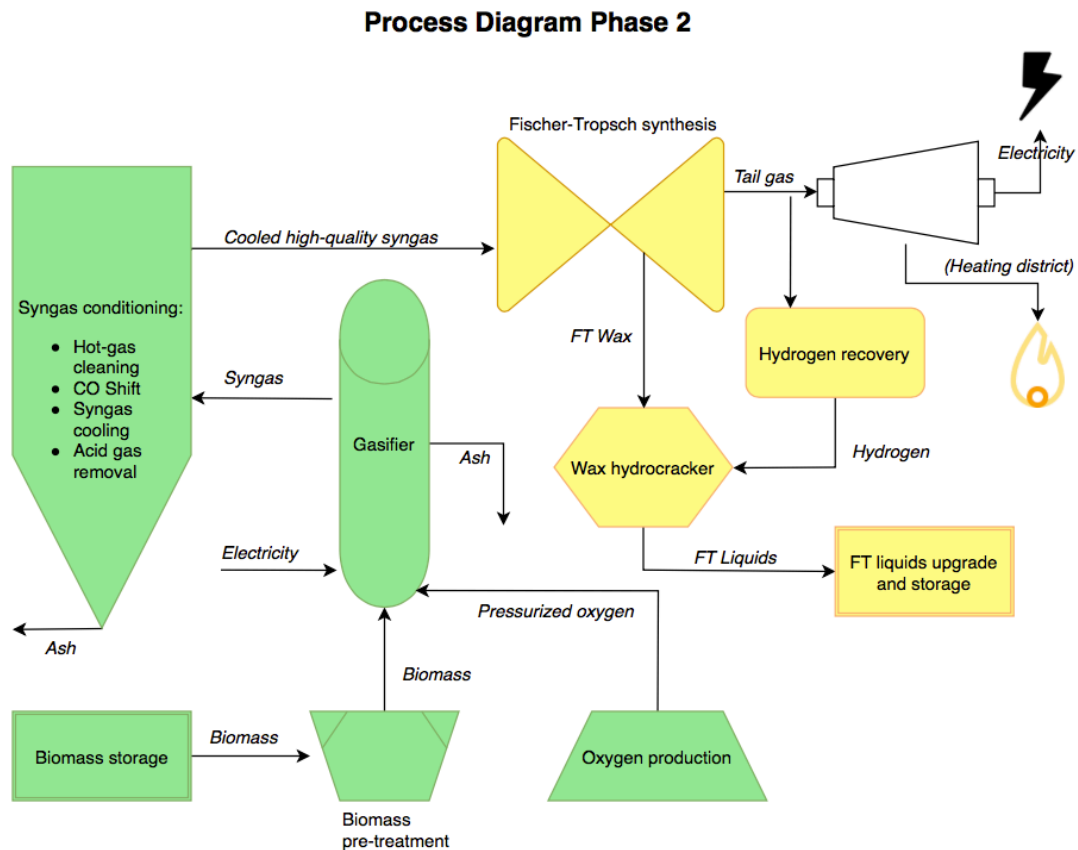 Process Diagram Phase 2
Fischer-Tropsch synthesis
Electricity
Tail gas
Cooled high-quality syngas
(Heating district)
Syngas conditioning:
● Hot-gas
cleaning
● CO Shift
● Syngas
cooling
● Acid gas
removal
FT Wax
Hydrogen recovery
Syngas
Gasifier
Ash
Wax hydrocracker
Hydrogen
Electricity
FT Liquids
FT liquids upgrade
and storage
Pressurized oxygen
Ash
Biomass
Biomass storage
Biomass
Oxygen production
Biomass
pre-treatment